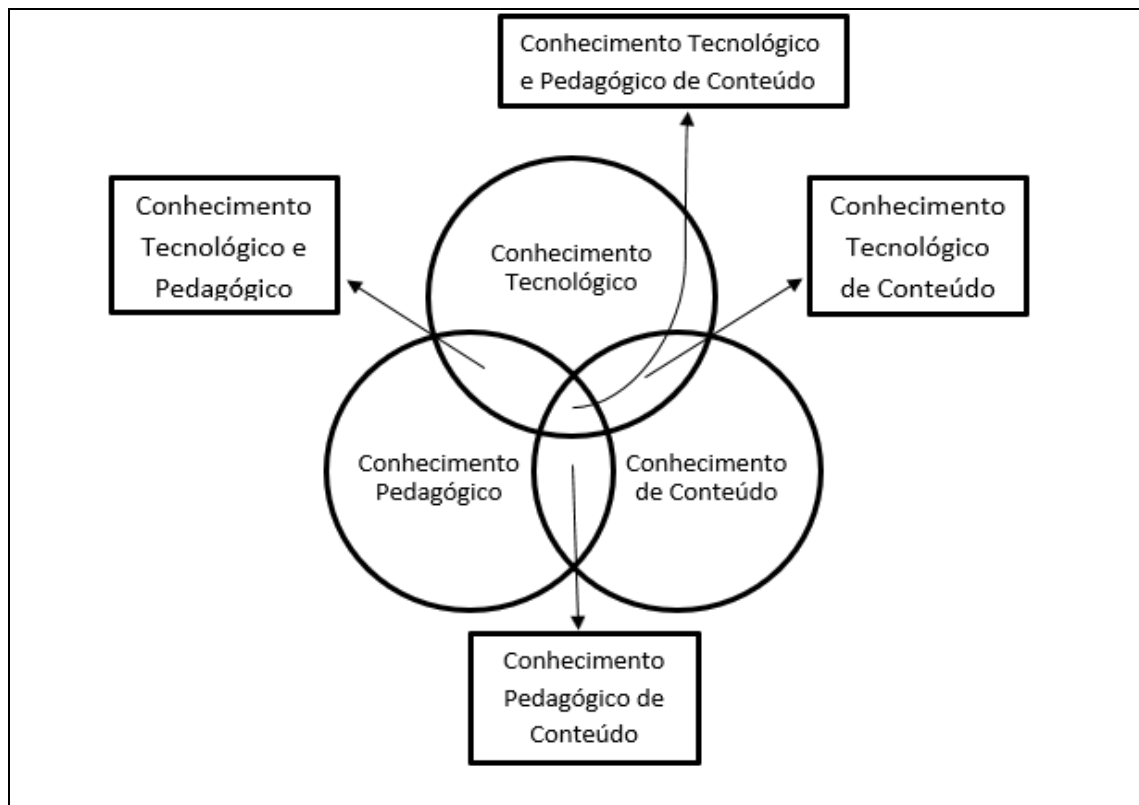 Conhecimento Tecnológico
e Pedagógico de Conteúdo
Conhecimento
Tecnológico e
Pedagógico
Conhecimento
Tecnológico
de Conteúdo
Conhecimento
Tecnológico
Conhecimento
Pedagógico
Conhecimento
de Conteúdo
Conhecimento
Pedagógico de
Conteúdo